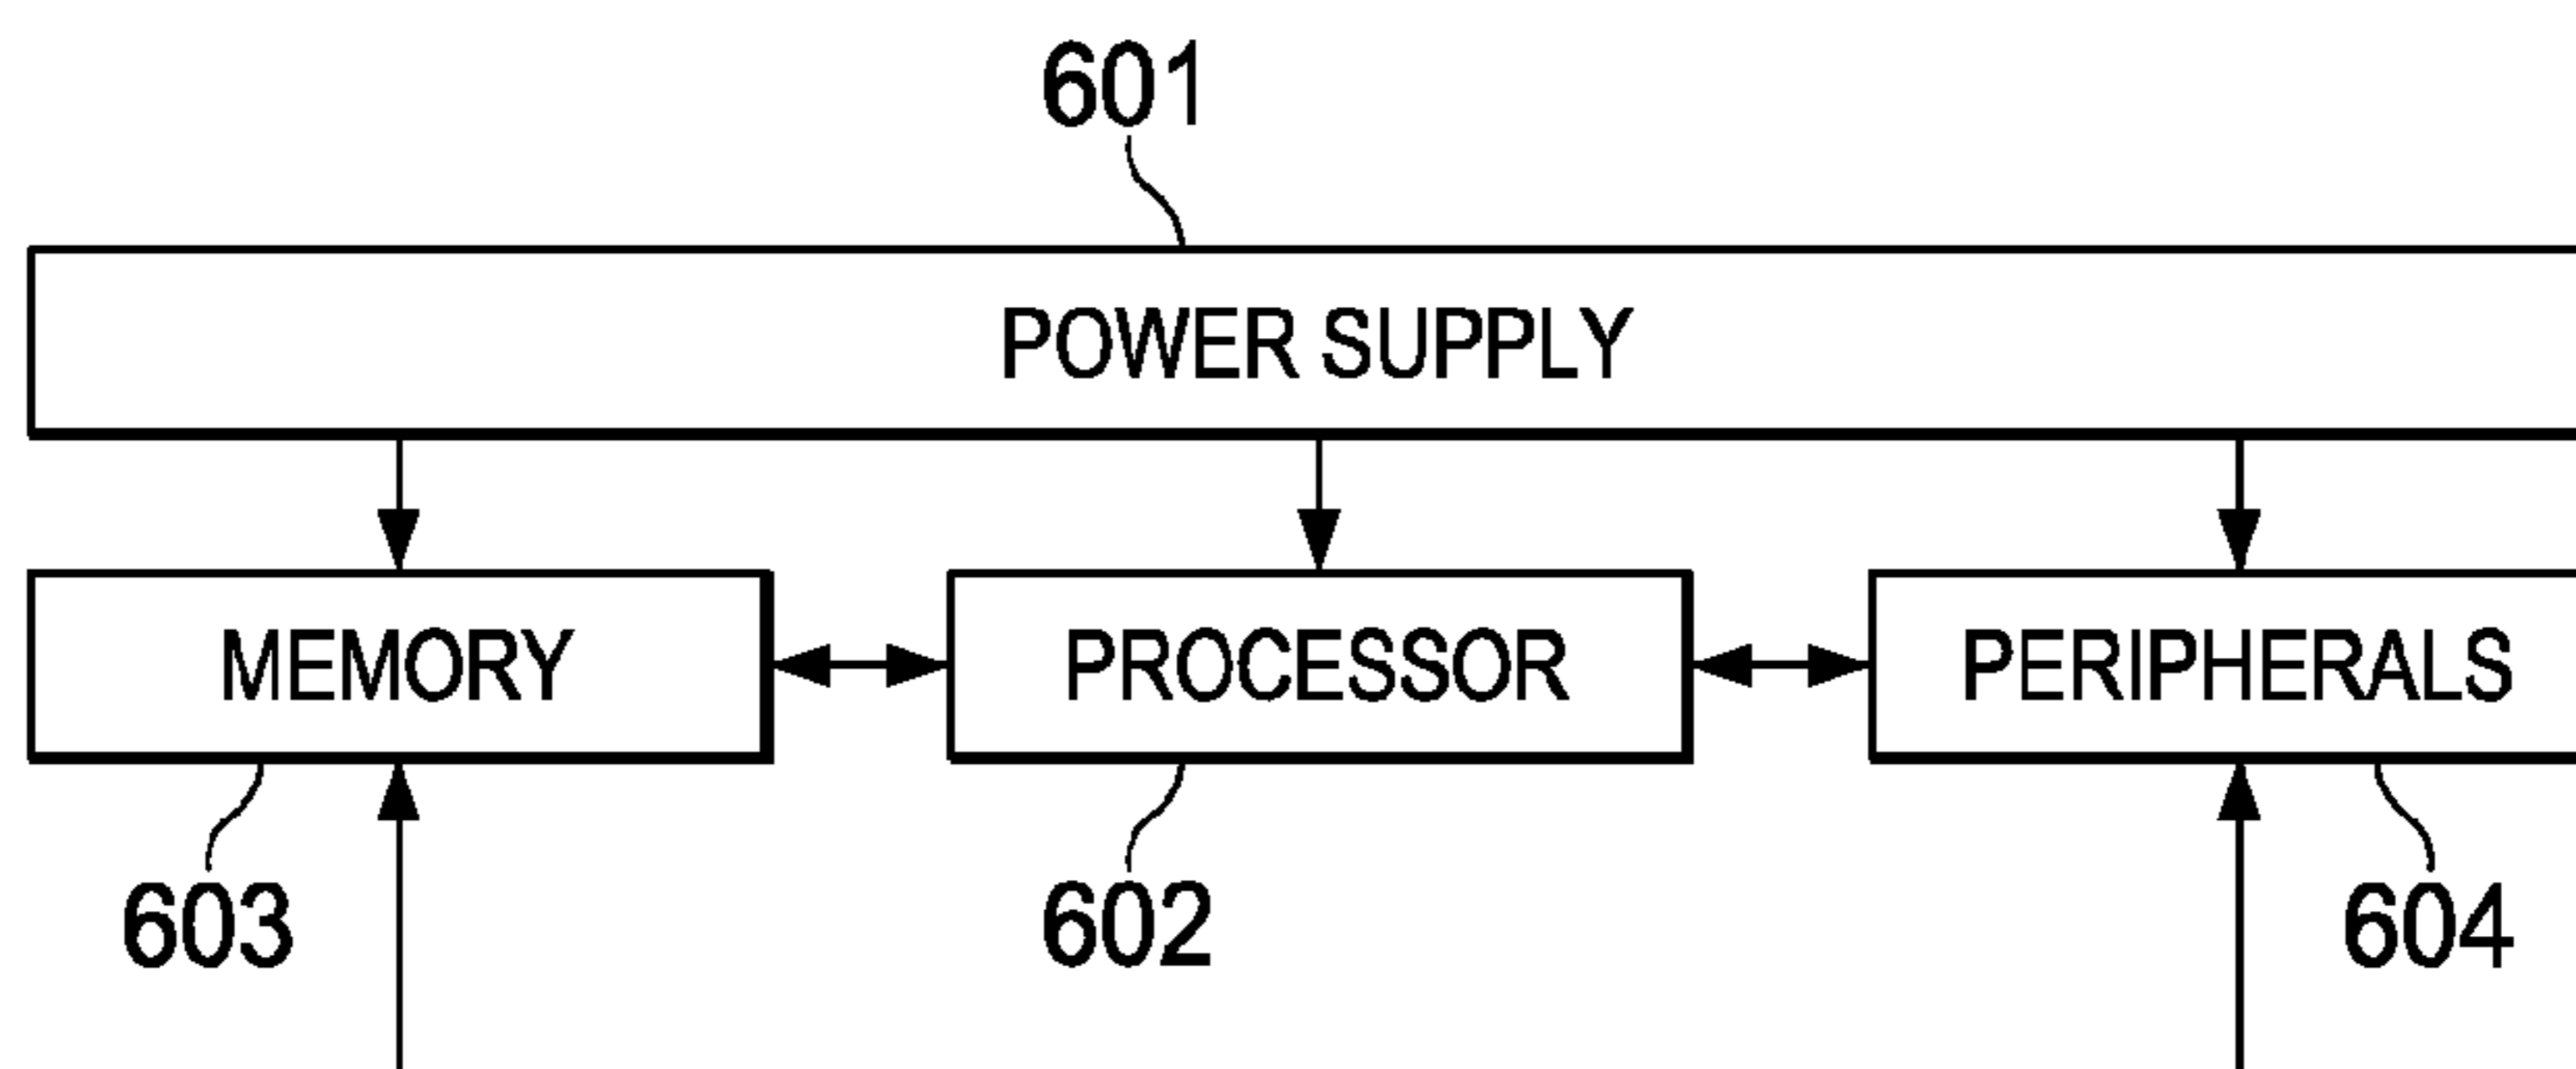 601
POWER SUPPLY
MEMORY
PROCESSOR
PERIPHERALS
603
602
604